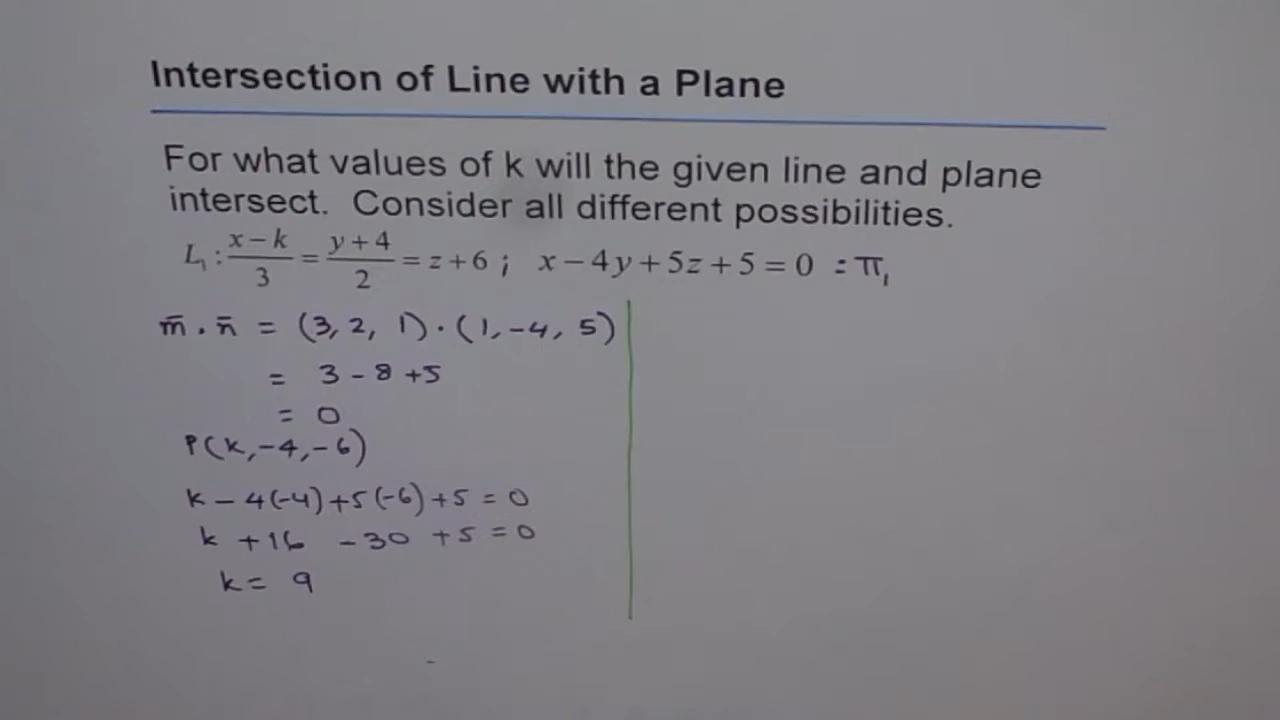 Intersection of Line with a Plane
For what values of k will the given line and plane
intersect. Consider all different possibilities.
L₁ : (x − k)/3 = (y + 4)/2 = z + 6 ; x − 4y + 5z + 5 = 0 : π₁
m̄ . n̄ = (3, 2, 1) · (1, −4, 5)
= 3 − 8 + 5
= 0
P(k, −4, −6)
k − 4(−4) + 5(−6) + 5 = 0
k + 16 − 30 + 5 = 0
k = 9